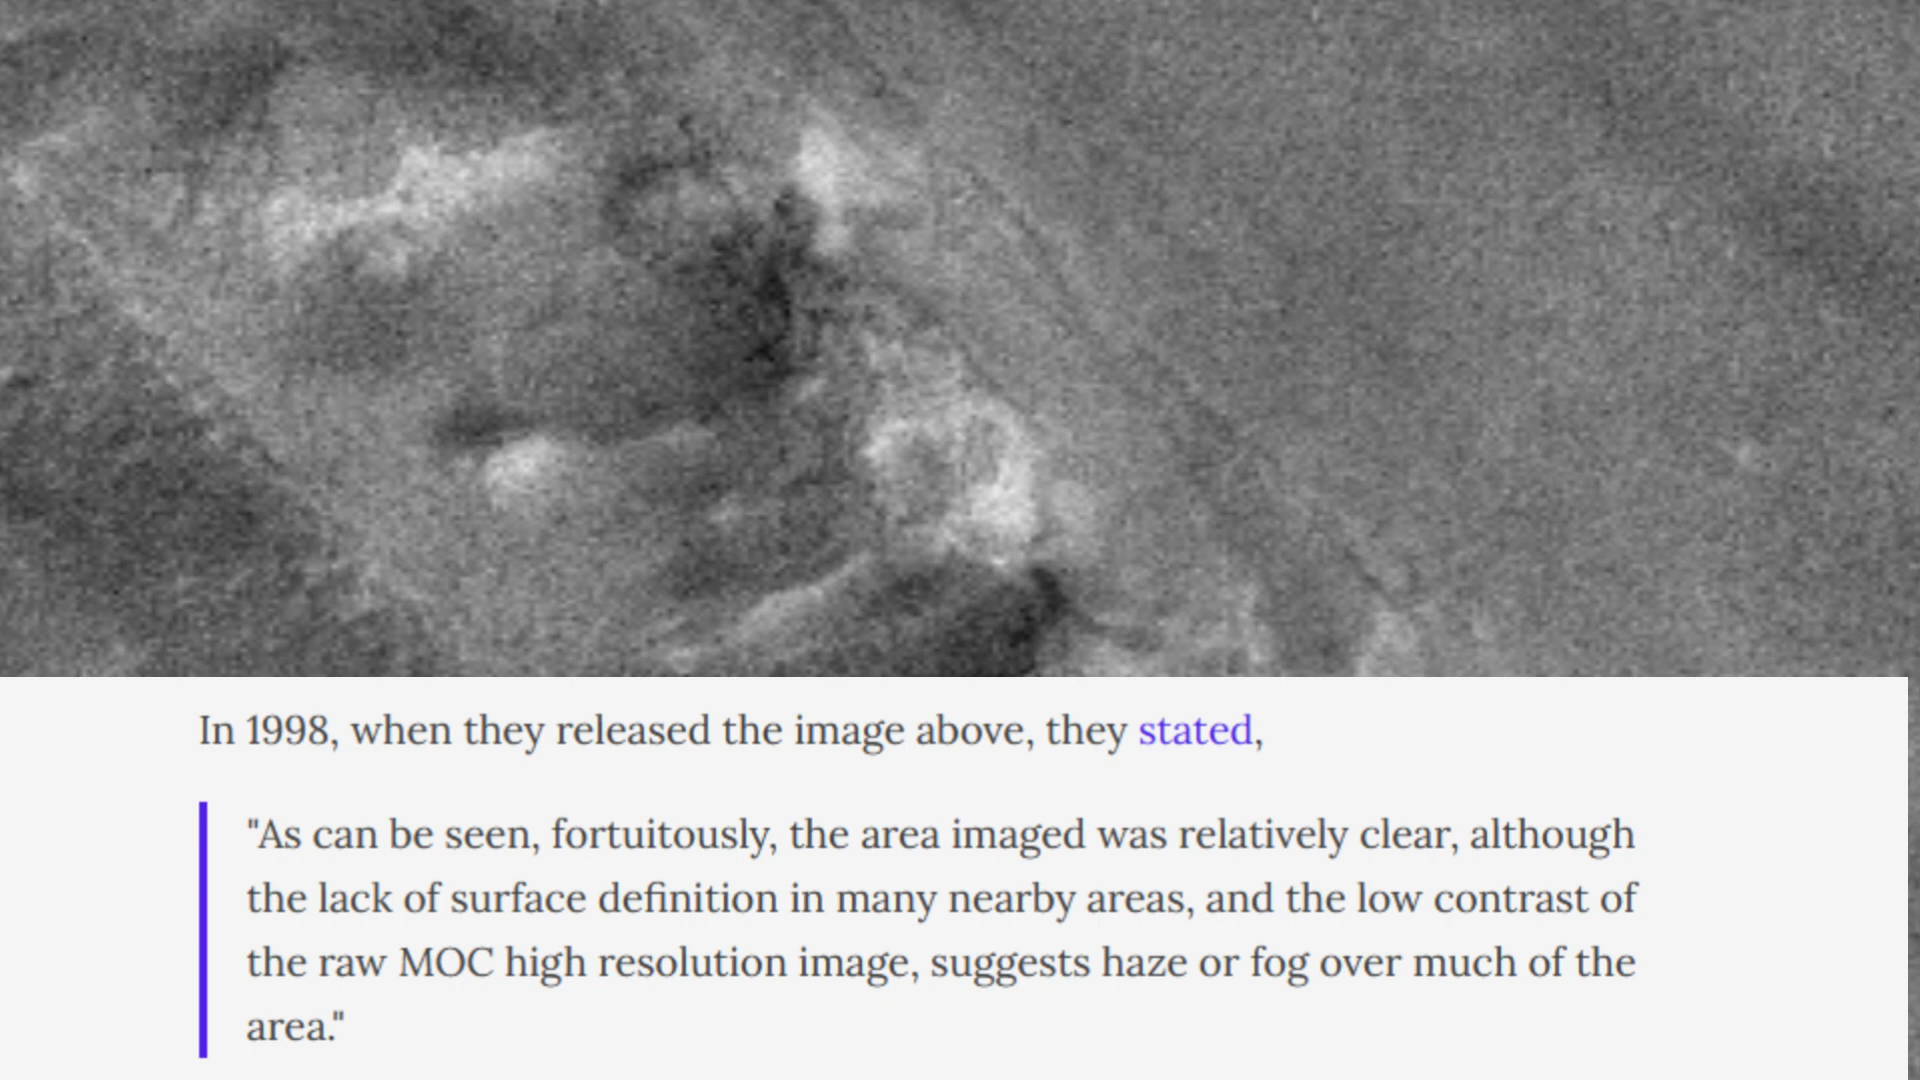 In 1998, when they released the image above, they stated,
"As can be seen, fortuitously, the area imaged was relatively clear, although
the lack of surface definition in many nearby areas, and the low contrast of
the raw MOC high resolution image, suggests haze or fog over much of the
area."